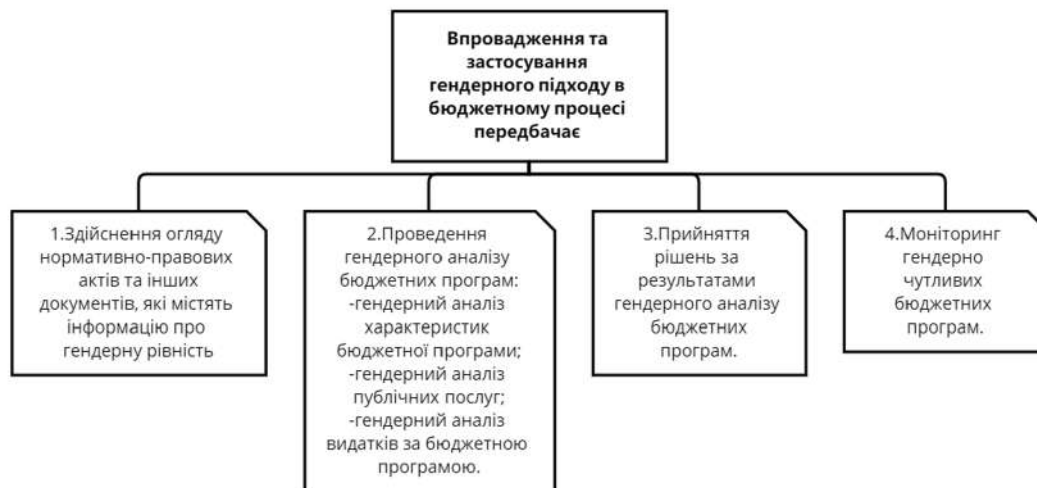 Впровадження та
застосування
гендерного підходу в
бюджетному процесі
передбачає
1.Здійснення огляду
нормативно-правових
актів та інших
документів, які містять
інформацію про
гендерну рівність
2.Проведення
гендерного аналізу
бюджетних програм:
-гендерний аналіз
характеристик
бюджетної програми;
-гендерний аналіз
публічних послуг;
-гендерний аналіз
видатків за бюджетною
програмою.
3.Прийняття
рішень за
результатами
гендерного аналізу
бюджетних
програм.
4.Моніторинг
гендерно
чутливих
бюджетних
програм.